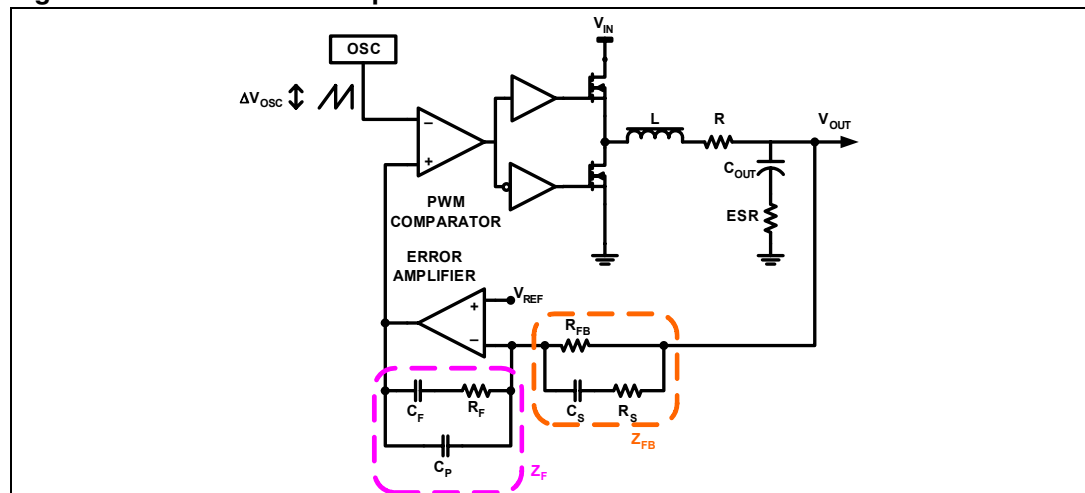 OSC
ΔV_OSC
V_IN
−
+
PWM
COMPARATOR
L
R
V_OUT
C_OUT
ESR
ERROR
AMPLIFIER
V_REF
+
−
R_FB
C_S
R_S
Z_FB
C_F
R_F
C_P
Z_F